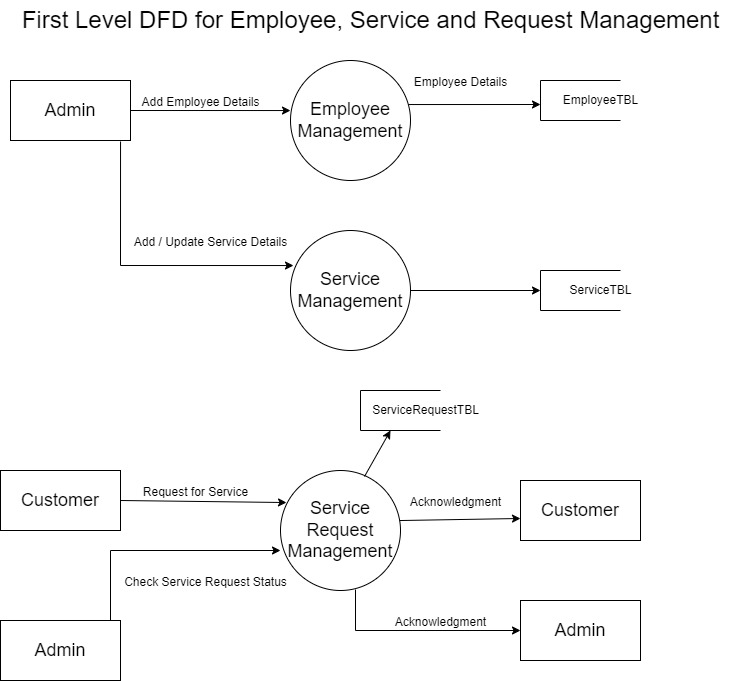 First Level DFD for Employee, Service and Request Management
Admin
Add Employee Details
Employee
Management
Employee Details
EmployeeTBL
Add / Update Service Details
Service
Management
ServiceTBL
ServiceRequestTBL
Customer
Request for Service
Service
Request
Management
Acknowledgment
Customer
Check Service Request Status
Admin
Acknowledgment
Admin